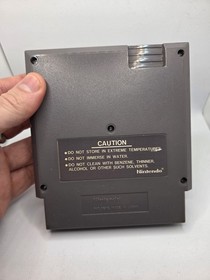 CAUTION
•DO NOT STORE IN EXTREME TEMPERATURES.
•DO NOT IMMERSE IN WATER.
•DO NOT CLEAN WITH BENZENE, THINNER,
ALCOHOL OR OTHER SUCH SOLVENTS.
Nintendo